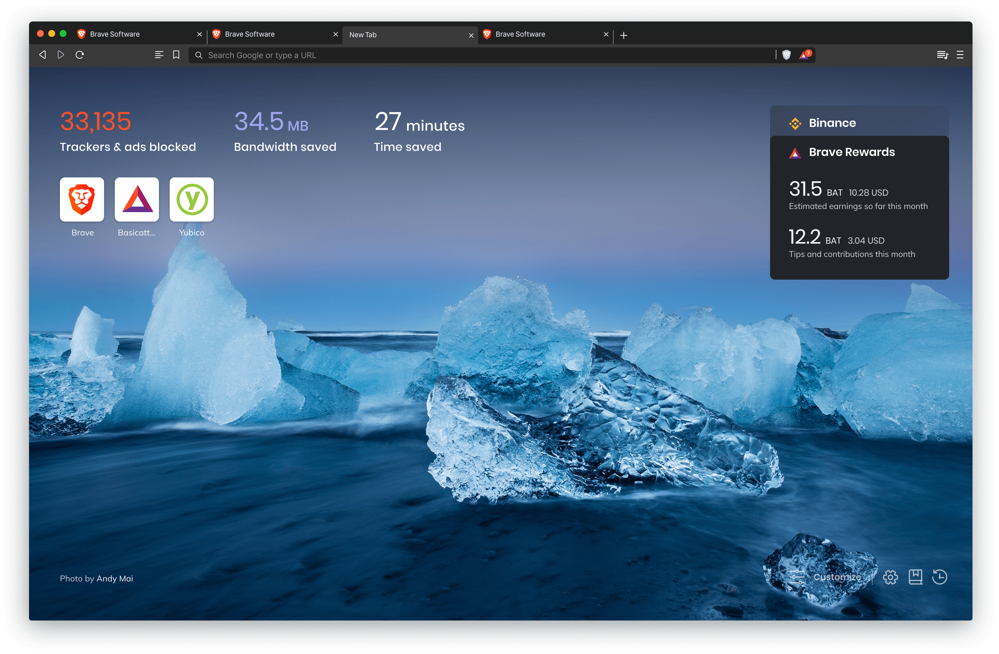 Brave Software
Brave Software
New Tab
Brave Software
Search Google or type a URL
7
33,135
Trackers & ads blocked
34.5 MB
Bandwidth saved
27 minutes
Time saved
Binance
Brave Rewards
31.5 BAT 10.28 USD
Estimated earnings so far this month
12.2 BAT 3.04 USD
Tips and contributions this month
y
Brave
Basicatt...
Yubico
Photo by Andy Mai
Customize